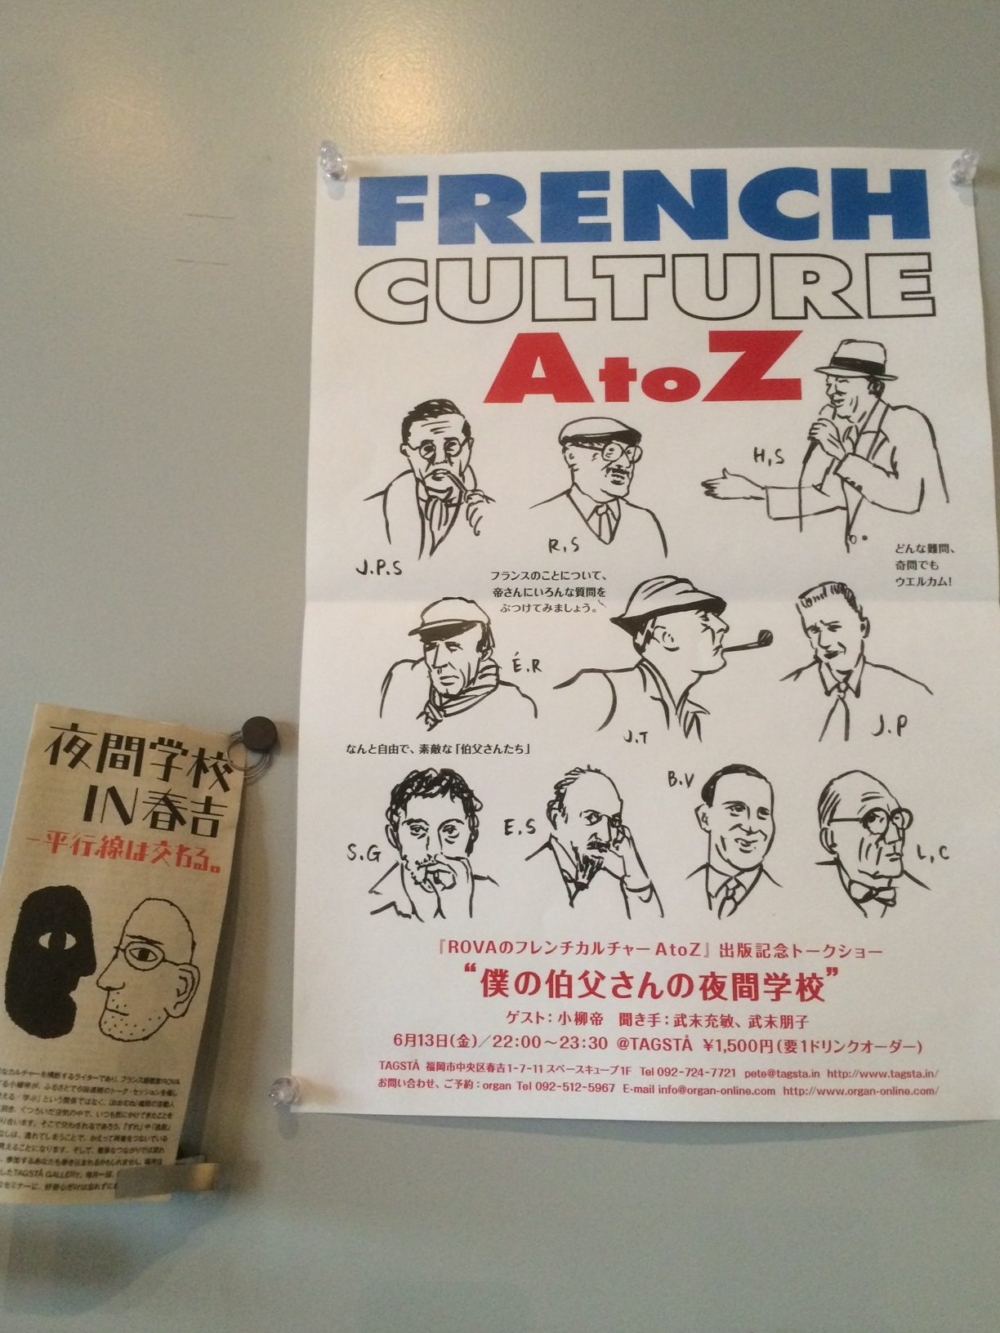 FRENCH
CULTURE
AtoZ
H,S
J.P.S
R,S
どんな難問、
奇問でも
ウエルカム!
フランスのことについて、
帝さんにいろんな質問を
ぶつけてみましょう。
É.R
J.T
J.P
なんと自由で、素敵な「伯父さんたち」
S.G
E.S
B.V
L,C
『ROVAのフレンチカルチャーAtoZ』出版記念トークショー
“僕の伯父さんの夜間学校”
ゲスト:小柳帝 聞き手:武末充敏、武末朋子
6月13日(金)/22:00~23:30 @TAGSTÅ ¥1,500円(要1ドリンクオーダー)
TAGSTÅ 福岡市中央区春吉1-7-11 スペースキューブ1F Tel 092-724-7721 pete@tagsta.in http://www.tagsta.in/
お問い合わせ、ご予約:organ Tel 092-512-5967 E-mail info@organ-online.com http://www.organ-online.com/
夜間学校
IN春吉
平行線は交わる。